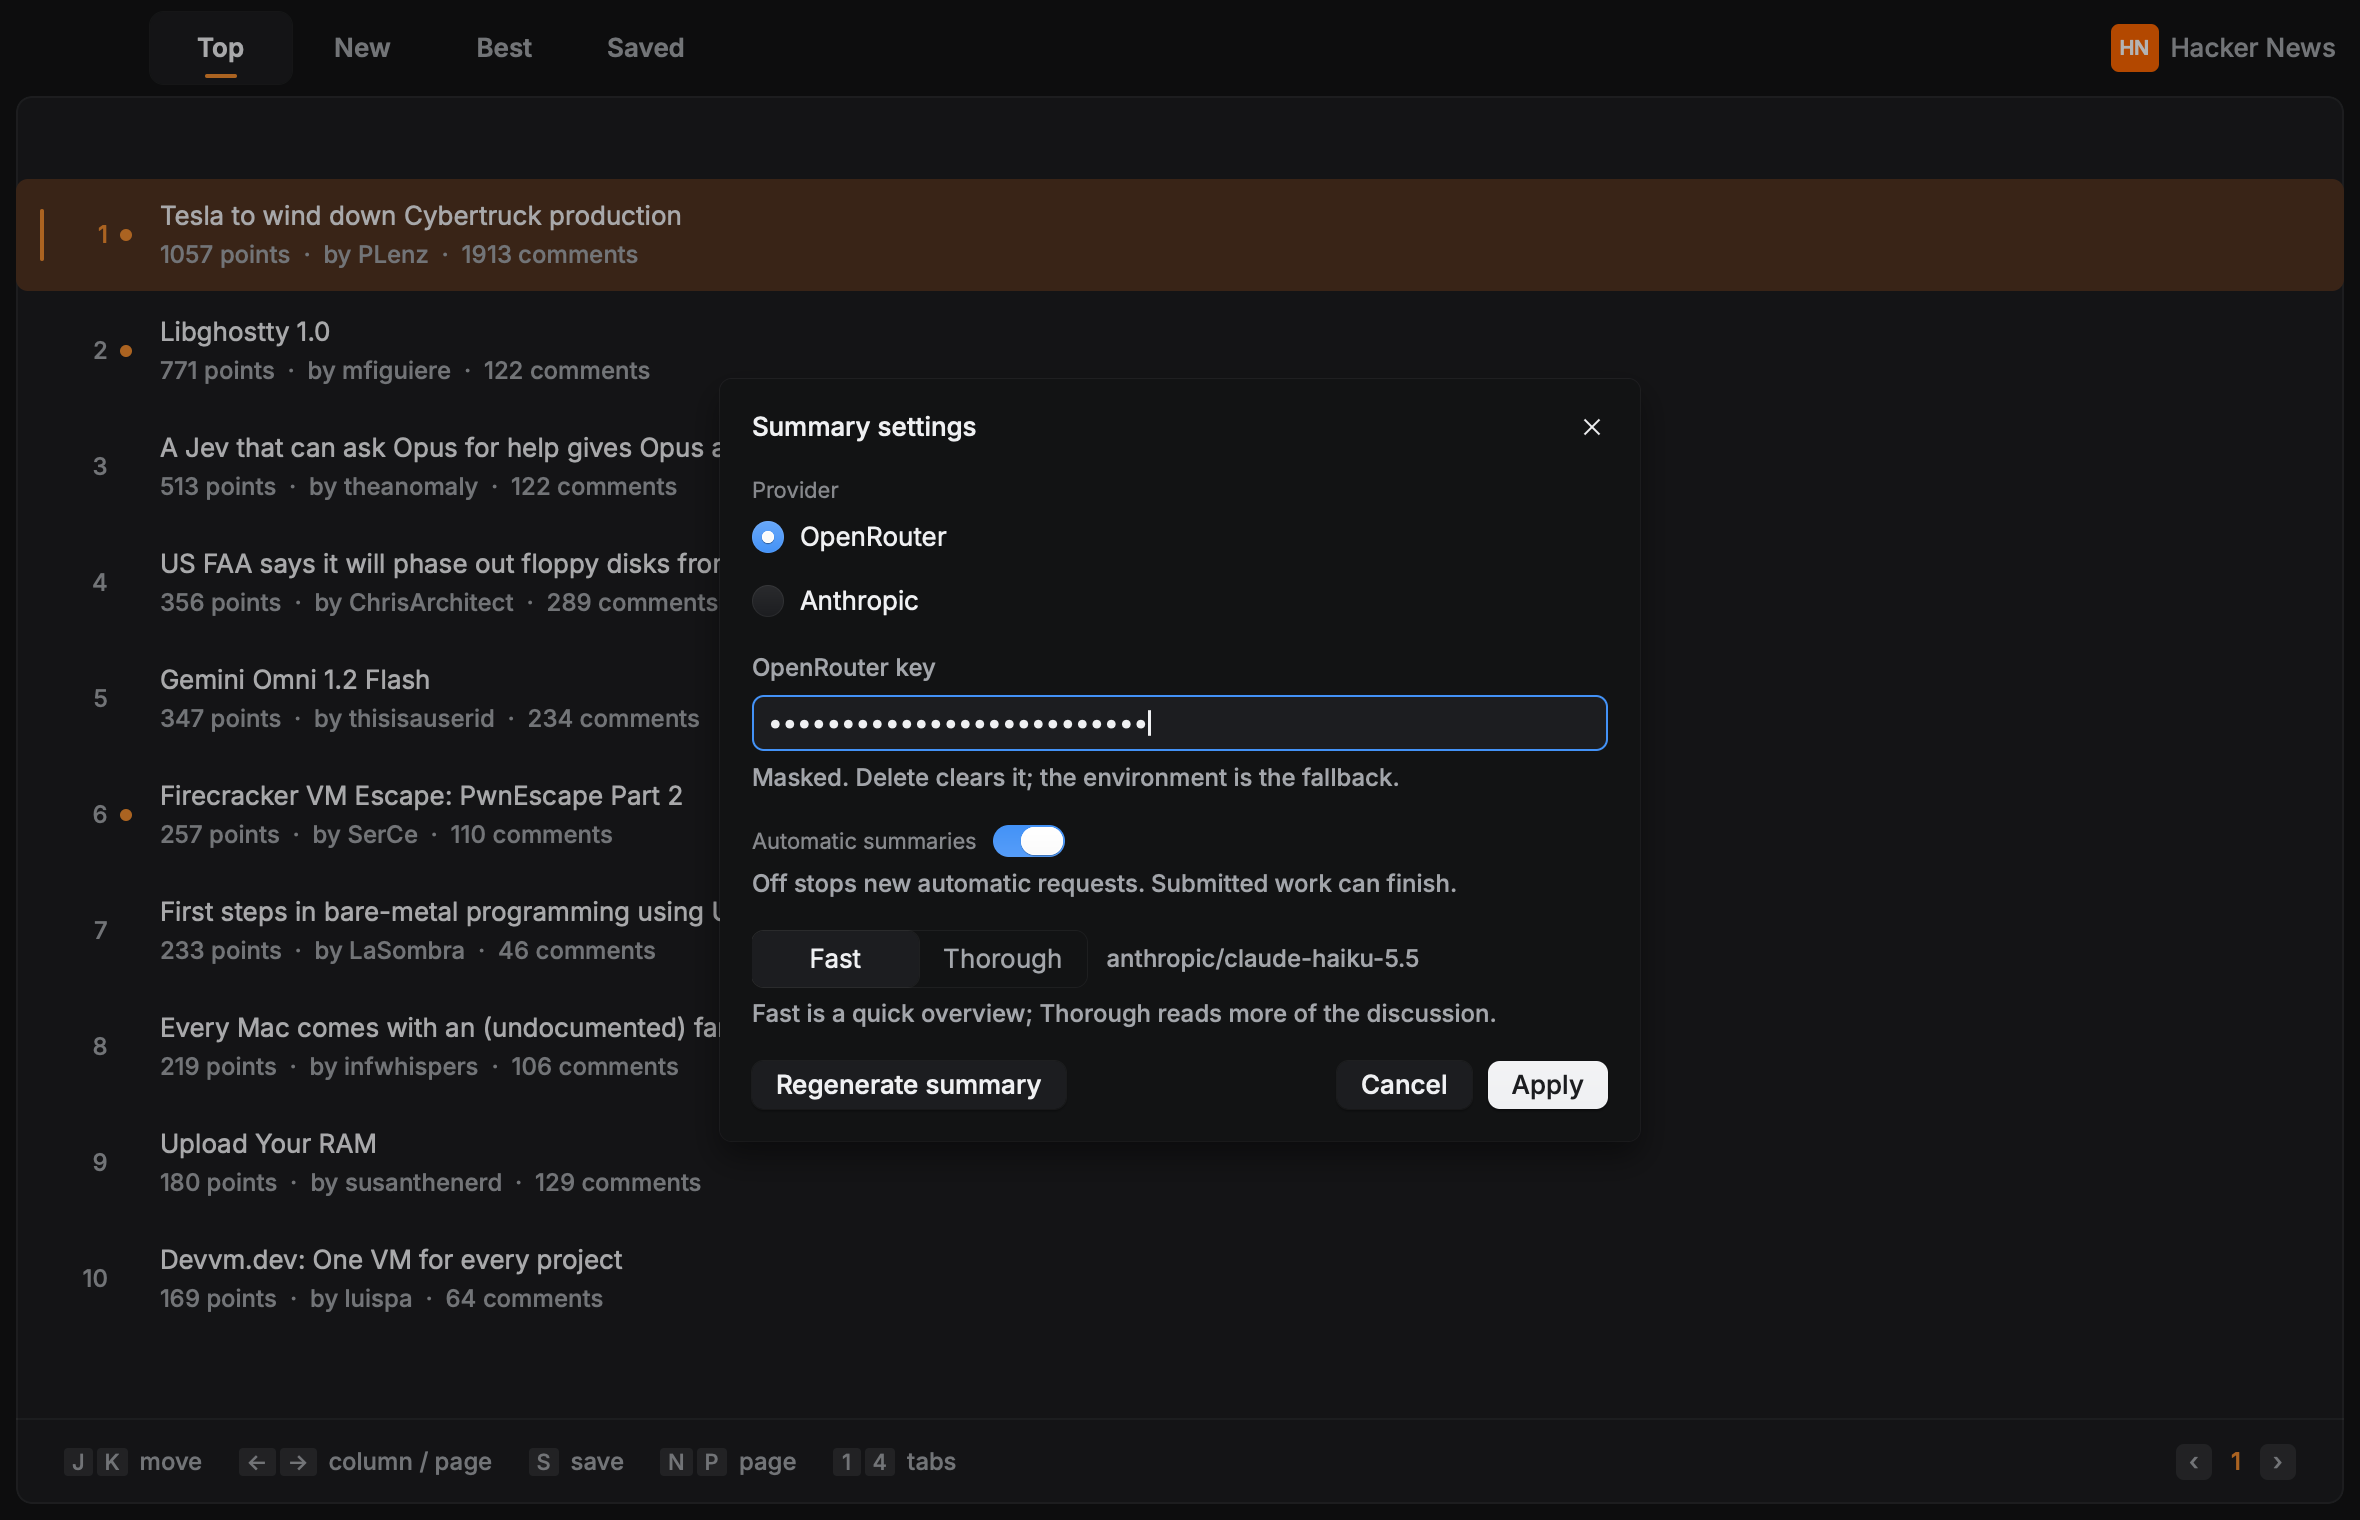 Top New Best Saved
HN Hacker News
1 Tesla to wind down Cybertruck production
1057 points · by PLenz · 1913 comments
2 Libghostty 1.0
771 points · by mfiguiere · 122 comments
3 A Jev that can ask Opus for help gives Opus
513 points · by theanomaly · 122 comments
4 US FAA says it will phase out floppy disks
356 points · by ChrisArchitect · 289 comments
5 Gemini Omni 1.2 Flash
347 points · by thisisauserid · 234 comments
6 Firecracker VM Escape: PwnEscape Part 2
257 points · by SerCe · 110 comments
7 First steps in bare-metal programming using
233 points · by LaSombra · 46 comments
8 Every Mac comes with an (undocumented)
219 points · by infwhispers · 106 comments
9 Upload Your RAM
180 points · by susanthenerd · 129 comments
10 Devvm.dev: One VM for every project
169 points · by luispa · 64 comments
Summary settings
Provider
OpenRouter
Anthropic
OpenRouter key
••••••••••••••••••••••••••
Masked. Delete clears it; the environment is the fallback.
Automatic summaries
Off stops new automatic requests. Submitted work can finish.
Fast Thorough anthropic/claude-haiku-5.5
Fast is a quick overview; Thorough reads more of the discussion.
Regenerate summary Cancel Apply
J K move ← → column / page S save N P page 1 4 tabs
‹ 1 ›